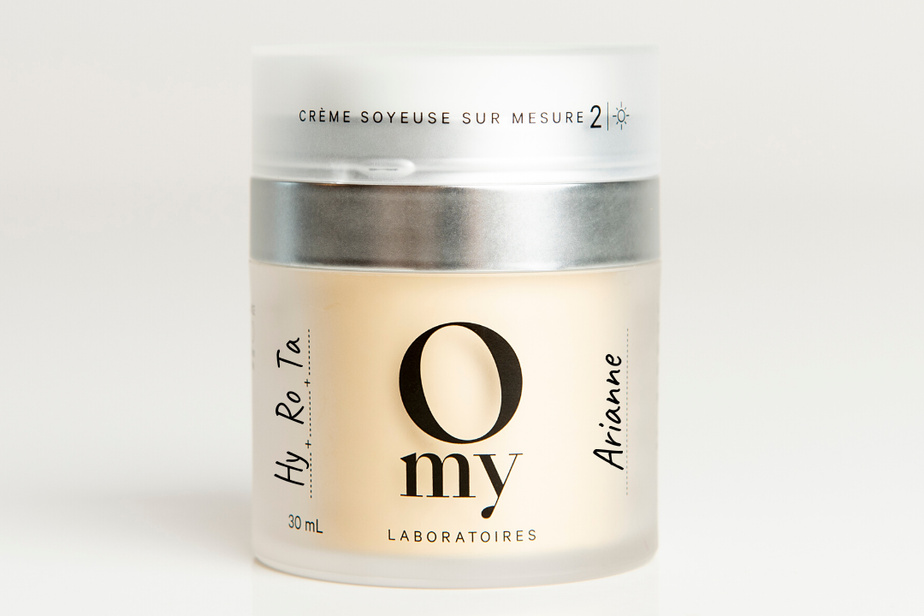 CRÈME SOYEUSE SUR MESURE 2
Hy + Ro + Ta
O
my
LABORATOIRES
Arianne
30 mL